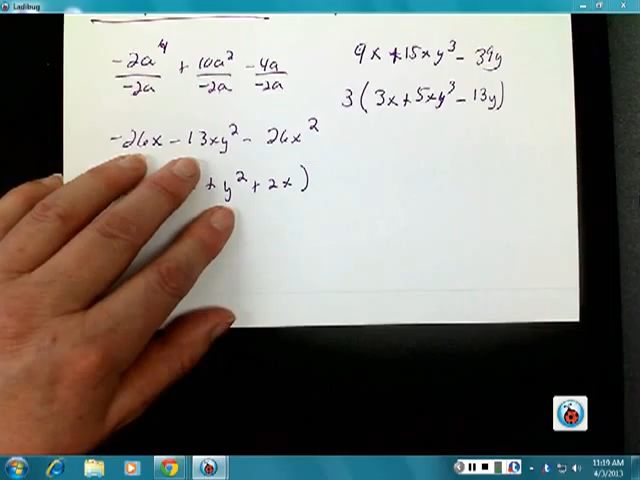 Ladibug
-2a⁴/-2a + 10a²/-2a - 4a/-2a
-26x - 13xy² - 26x²
+ y² + 2x)
9x + 15xy³ - 39y
3(3x + 5xy³ - 13y)
11:19 AM
4/3/2013